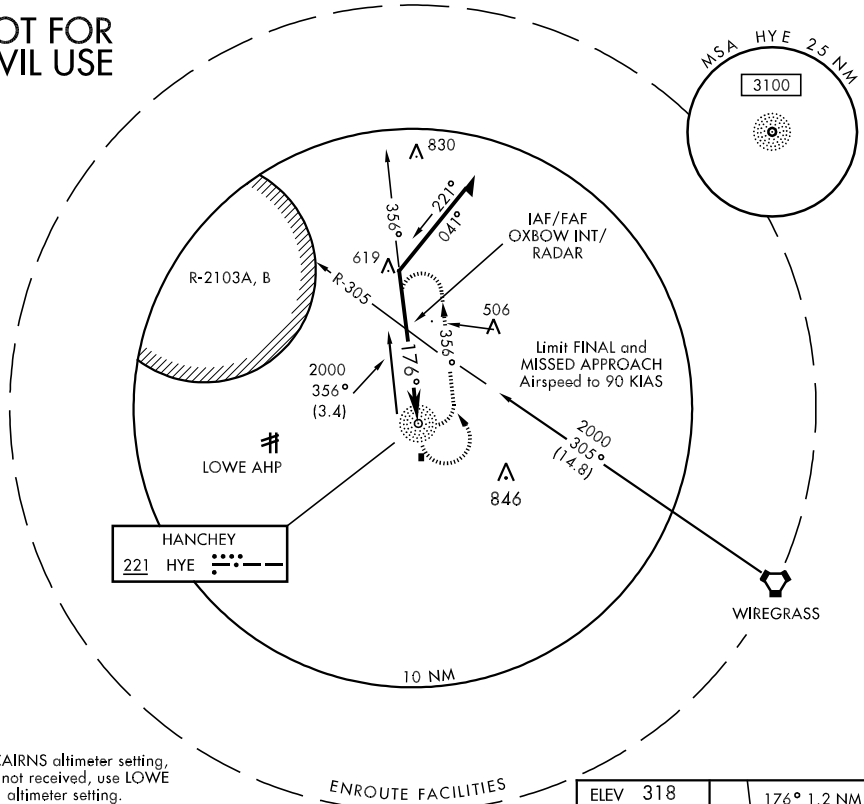 OT FOR
VIL USE
MSA HYE 25 NM
3100
830
356°
221°
041°
IAF/FAF
OXBOW INT/
RADAR
619
R-2103A, B
R-305
506
356°
176°
Limit FINAL and
MISSED APPROACH
Airspeed to 90 KIAS
2000
356°
(3.4)
2000
305°
(14.8)
LOWE AHP
846
HANCHEY
221 HYE
WIREGRASS
10 NM
CAIRNS altimeter setting,
not received, use LOWE
altimeter setting.
ENROUTE FACILITIES
ELEV 318
176° 1.2 NM